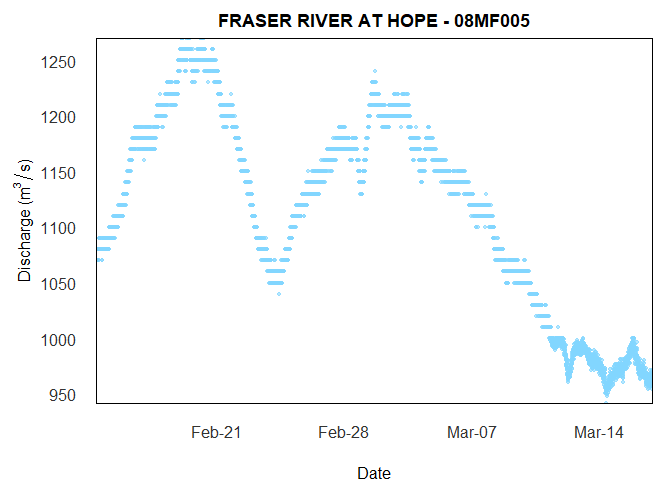 FRASER RIVER AT HOPE - 08MF005
Discharge (m³/s)
1250
1200
1150
1100
1050
1000
950
Feb-21 Feb-28 Mar-07 Mar-14
Date